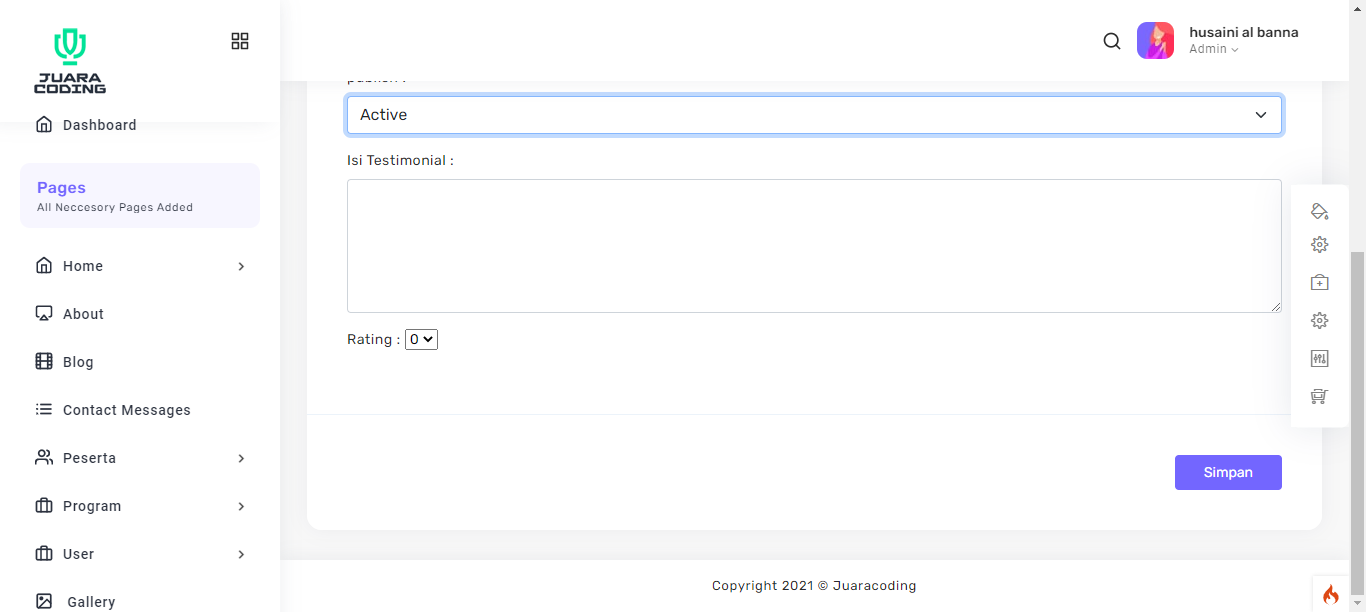 JUARA
CODING
husaini al banna
Admin
Dashboard
Pages
All Neccesory Pages Added
Home
About
Blog
Contact Messages
Peserta
Program
User
Gallery
Active
Isi Testimonial :
Rating : 0
Simpan
Copyright 2021 © Juaracoding